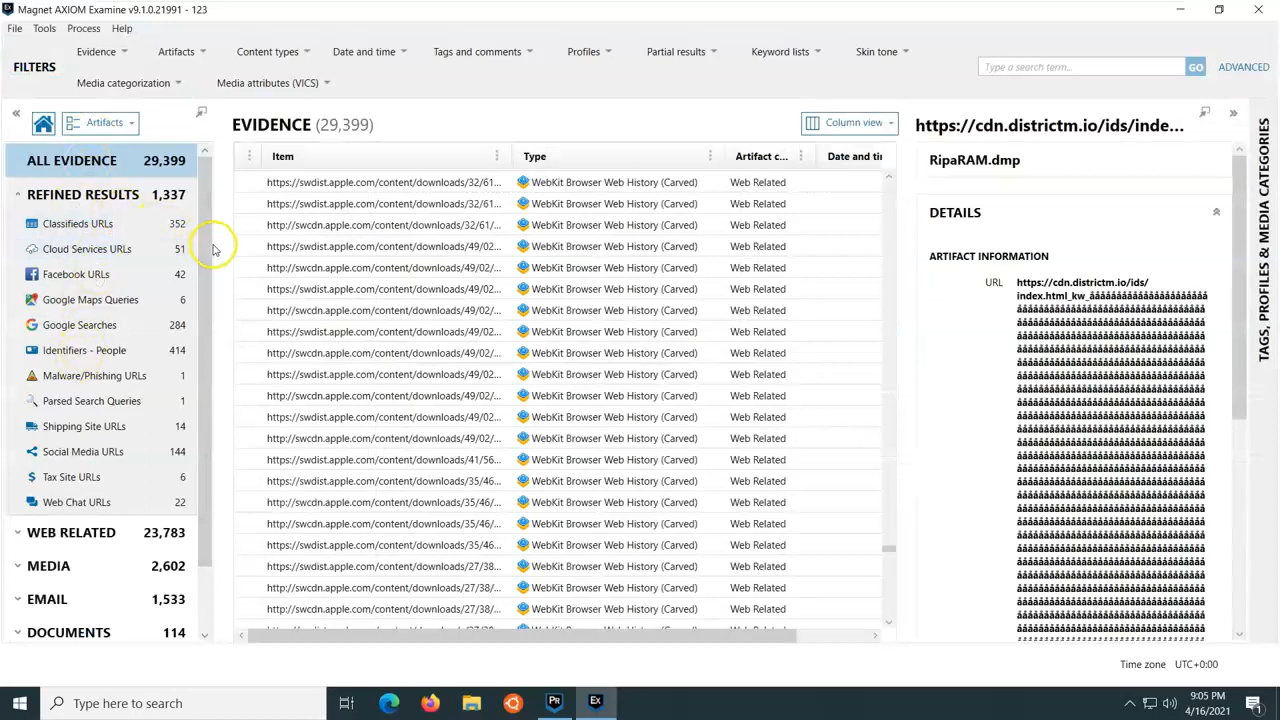 Magnet AXIOM Examine v9.1.0.21991 - 123
File Tools Process Help
FILTERS
Evidence Artifacts Content types Date and time Tags and comments Profiles Partial results Keyword lists Skin tone
Media categorization Media attributes (VICS)
Type a search term... GO ADVANCED
Artifacts
ALL EVIDENCE 29,399
REFINED RESULTS 1,337
Classifieds URLs 352
Cloud Services URLs 51
Facebook URLs 42
Google Maps Queries 6
Google Searches 284
Identifiers - People 414
Malware/Phishing URLs 1
Parsed Search Queries 1
Shipping Site URLs 14
Social Media URLs 144
Tax Site URLs 6
Web Chat URLs 22
WEB RELATED 23,783
MEDIA 2,602
EMAIL 1,533
DOCUMENTS 114
EVIDENCE (29,399)
Column view
Item Type Artifact c... Date and tir
https://swdist.apple.com/content/downloads/32/61... WebKit Browser Web History (Carved) Web Related
http://swdist.apple.com/content/downloads/32/61... WebKit Browser Web History (Carved) Web Related
http://swcdn.apple.com/content/downloads/32/61/... WebKit Browser Web History (Carved) Web Related
https://swdist.apple.com/content/downloads/49/02... WebKit Browser Web History (Carved) Web Related
http://swcdn.apple.com/content/downloads/49/02/... WebKit Browser Web History (Carved) Web Related
https://swdist.apple.com/content/downloads/49/02... WebKit Browser Web History (Carved) Web Related
https://swdist.apple.com/content/downloads/49/02... WebKit Browser Web History (Carved) Web Related
https://swdist.apple.com/content/downloads/49/02... WebKit Browser Web History (Carved) Web Related
http://swcdn.apple.com/content/downloads/49/02/... WebKit Browser Web History (Carved) Web Related
https://swdist.apple.com/content/downloads/49/02... WebKit Browser Web History (Carved) Web Related
https://swdist.apple.com/content/downloads/49/02... WebKit Browser Web History (Carved) Web Related
https://swdist.apple.com/content/downloads/49/02... WebKit Browser Web History (Carved) Web Related
http://swcdn.apple.com/content/downloads/49/02/... WebKit Browser Web History (Carved) Web Related
https://swdist.apple.com/content/downloads/41/56... WebKit Browser Web History (Carved) Web Related
https://swdist.apple.com/content/downloads/35/46... WebKit Browser Web History (Carved) Web Related
http://swcdn.apple.com/content/downloads/35/46/... WebKit Browser Web History (Carved) Web Related
https://swdist.apple.com/content/downloads/35/46... WebKit Browser Web History (Carved) Web Related
https://swdist.apple.com/content/downloads/35/46... WebKit Browser Web History (Carved) Web Related
https://swdist.apple.com/content/downloads/27/38... WebKit Browser Web History (Carved) Web Related
http://swcdn.apple.com/content/downloads/27/38/... WebKit Browser Web History (Carved) Web Related
http://swcdn.apple.com/content/downloads/27/38/... WebKit Browser Web History (Carved) Web Related
https://cdn.districtm.io/ids/inde...
RipaRAM.dmp
DETAILS
ARTIFACT INFORMATION
URL https://cdn.districtm.io/ids/
index.html_kw_
TAGS, PROFILES & MEDIA CATEGORIES
Time zone UTC+0:00
Type here to search
Pr
Ex
9:05 PM
4/16/2021
1